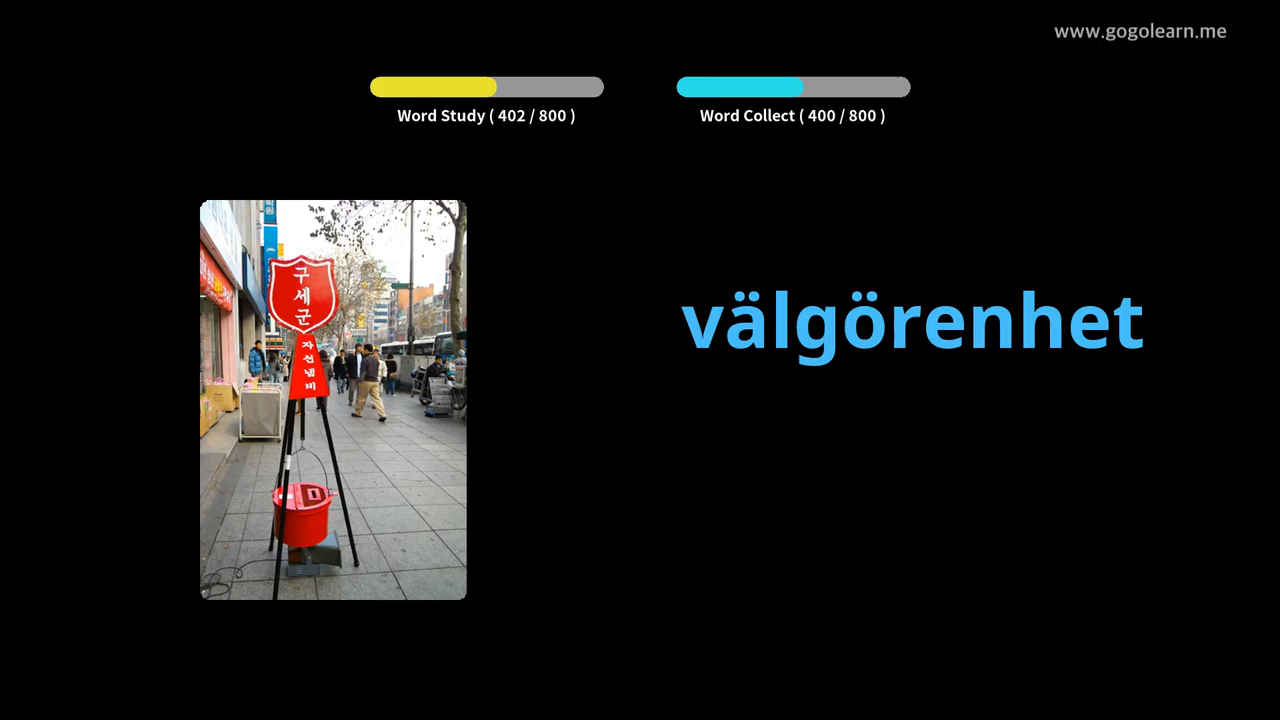 www.gogolearn.me
Word Study ( 402 / 800 )
Word Collect ( 400 / 800 )
välgörenhet
구세군
자선냄비